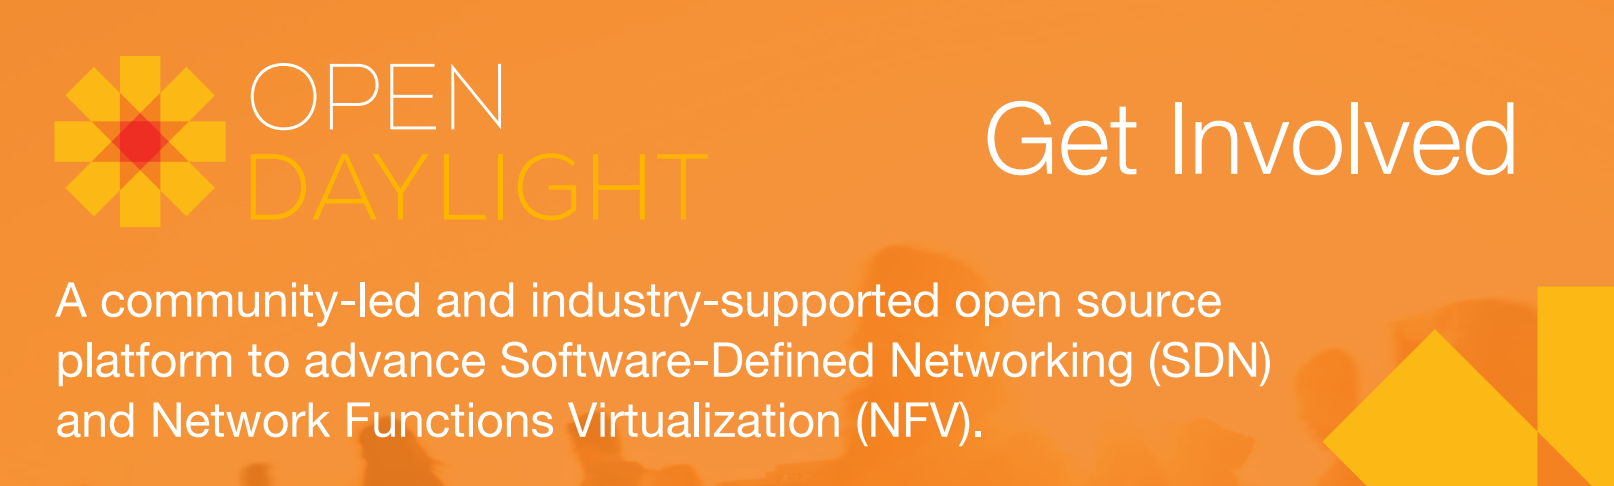 OPEN
DAYLIGHT
Get Involved
A community-led and industry-supported open source
platform to advance Software-Defined Networking (SDN)
and Network Functions Virtualization (NFV).